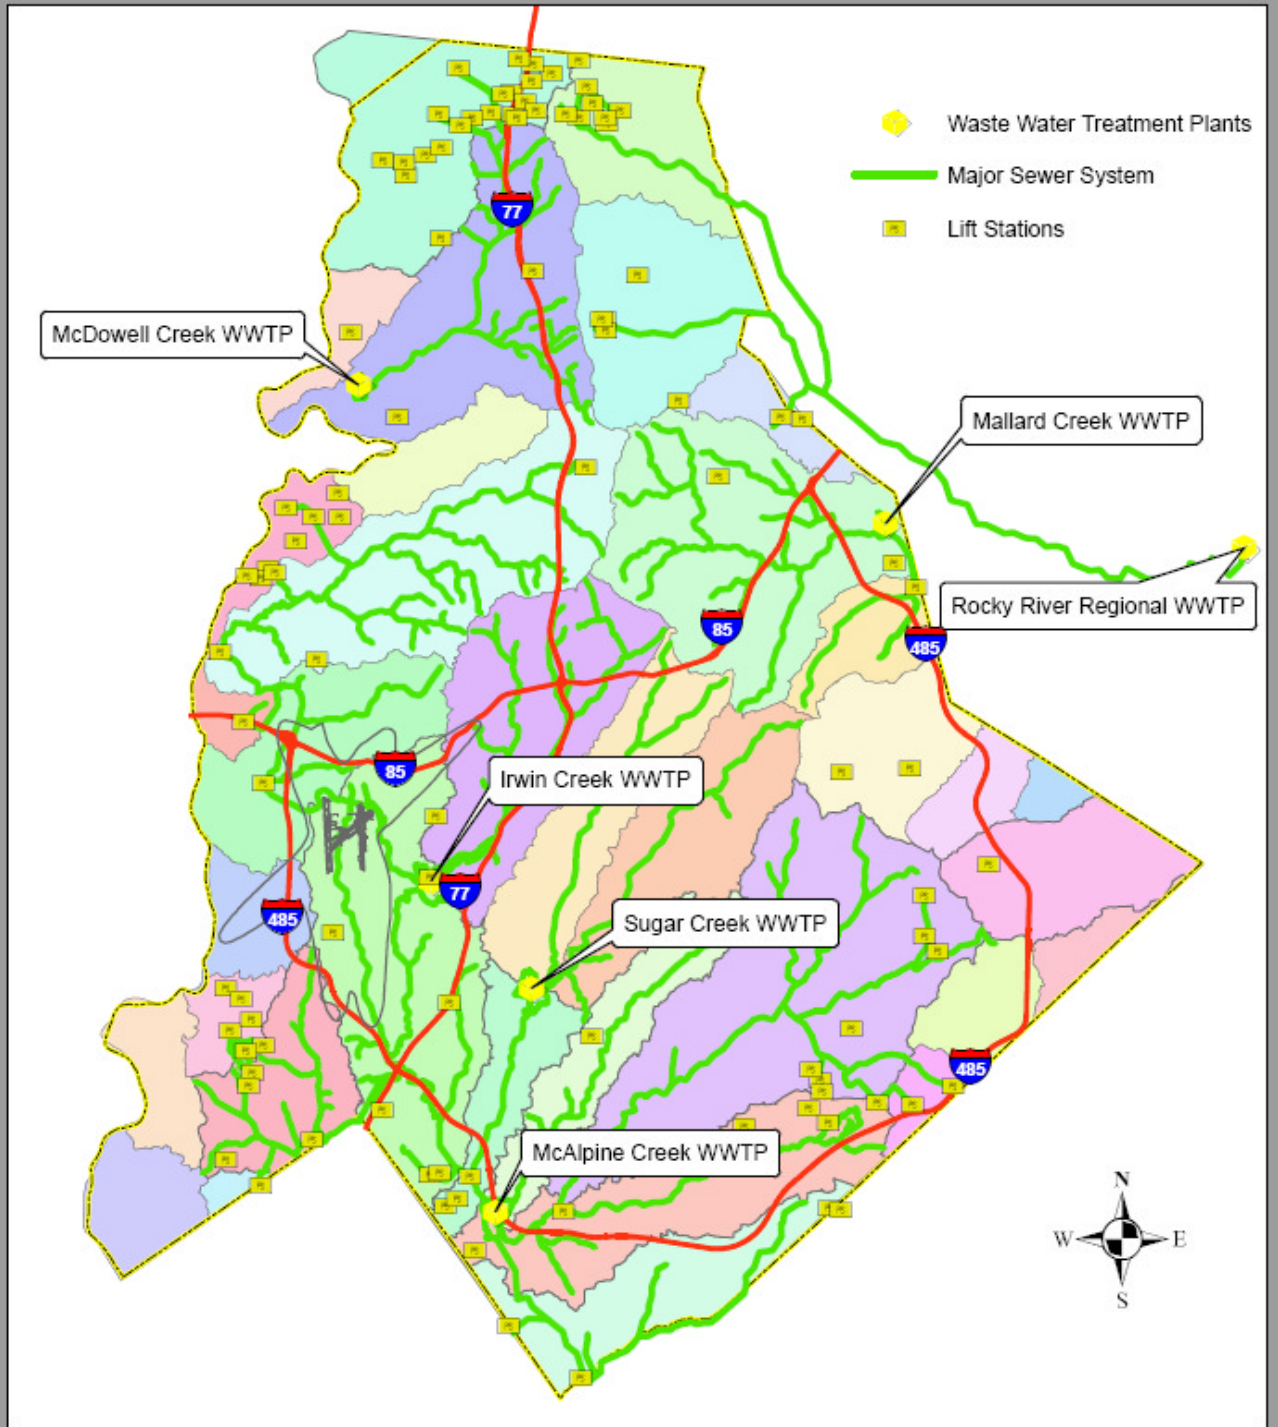 Waste Water Treatment Plants
Major Sewer System
Lift Stations
77
McDowell Creek WWTP
Mallard Creek WWTP
Rocky River Regional WWTP
85
485
85
Irwin Creek WWTP
77
485
Sugar Creek WWTP
485
McAlpine Creek WWTP
N
W E
S